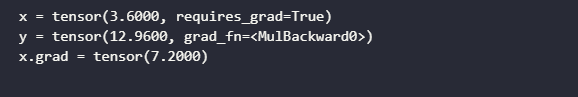 x = tensor(3.6000, requires_grad=True)
y = tensor(12.9600, grad_fn=<MulBackward0>)
x.grad = tensor(7.2000)